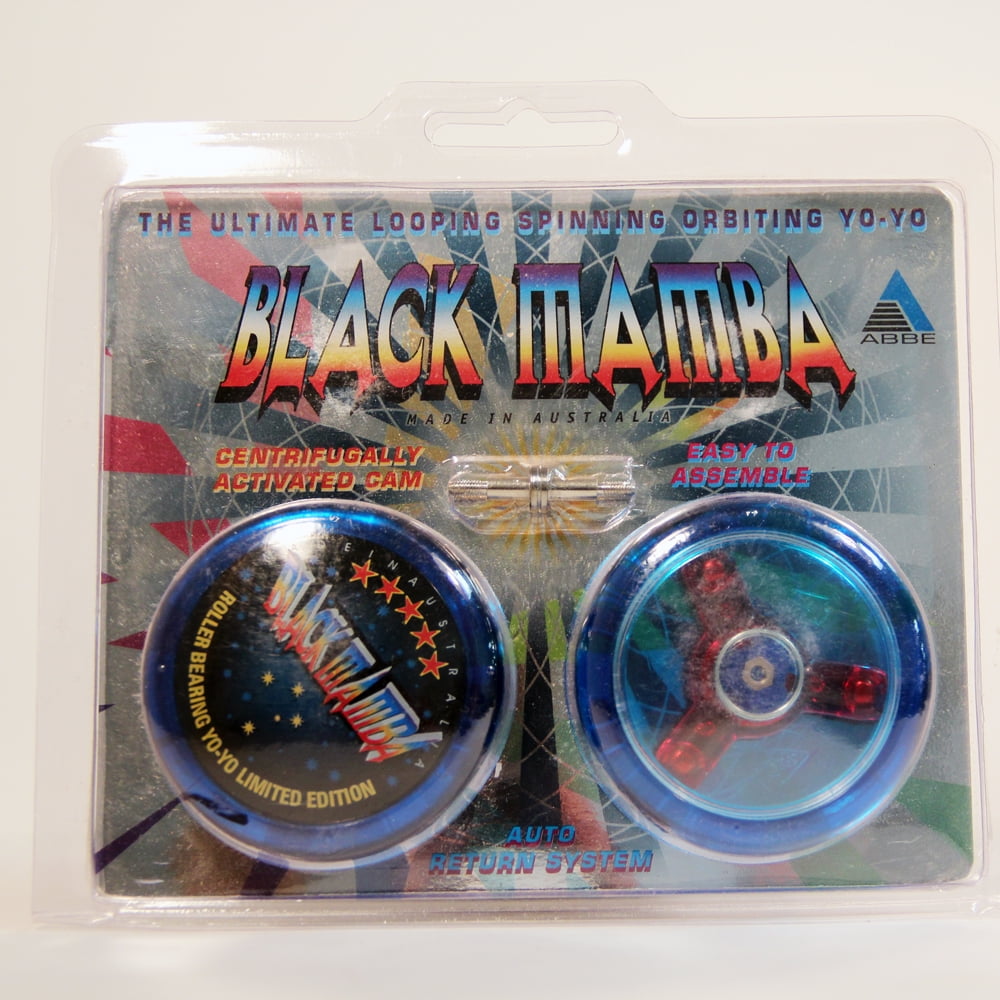 THE ULTIMATE LOOPING SPINNING ORBITING YO-YO
BLACK MAMBA
ABBE
MADE IN AUSTRALIA
CENTRIFUGALLY
ACTIVATED CAM
EASY TO
ASSEMBLE
EINAUSTRALIA
BLACK MAMBA
ROLLER BEARING YO-YO LIMITED EDITION
AUTO
RETURN SYSTEM